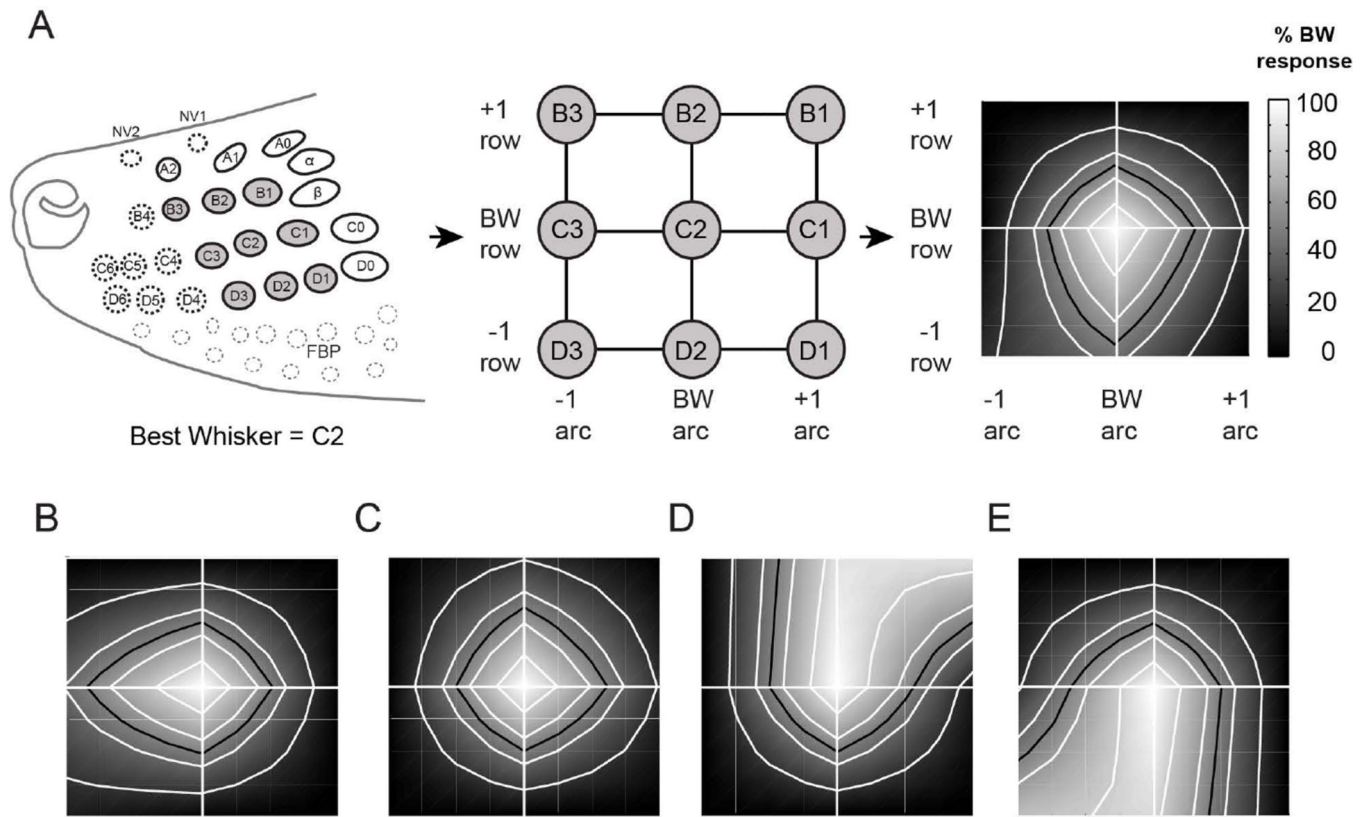 A
NV2
NV1
A2
A1
A0
α
B4
B3
B2
B1
β
C6
C5
C4
C3
C2
C1
C0
D6
D5
D4
D3
D2
D1
D0
FBP
Best Whisker = C2
+1
row
BW
row
-1
row
B3
B2
B1
C3
C2
C1
D3
D2
D1
-1
arc
BW
arc
+1
arc
+1
row
BW
row
-1
row
-1
arc
BW
arc
+1
arc
% BW
response
100
80
60
40
20
0
B
C
D
E